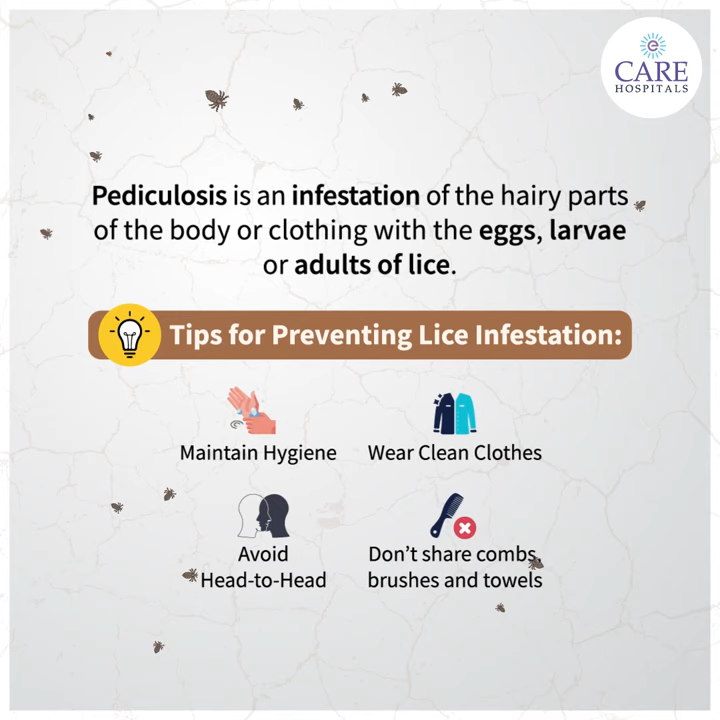 CARE
HOSPITALS
Pediculosis is an infestation of the hairy parts
of the body or clothing with the eggs, larvae
or adults of lice.
Tips for Preventing Lice Infestation:
Maintain Hygiene
Wear Clean Clothes
Avoid
Head-to-Head
Don't share combs,
brushes and towels